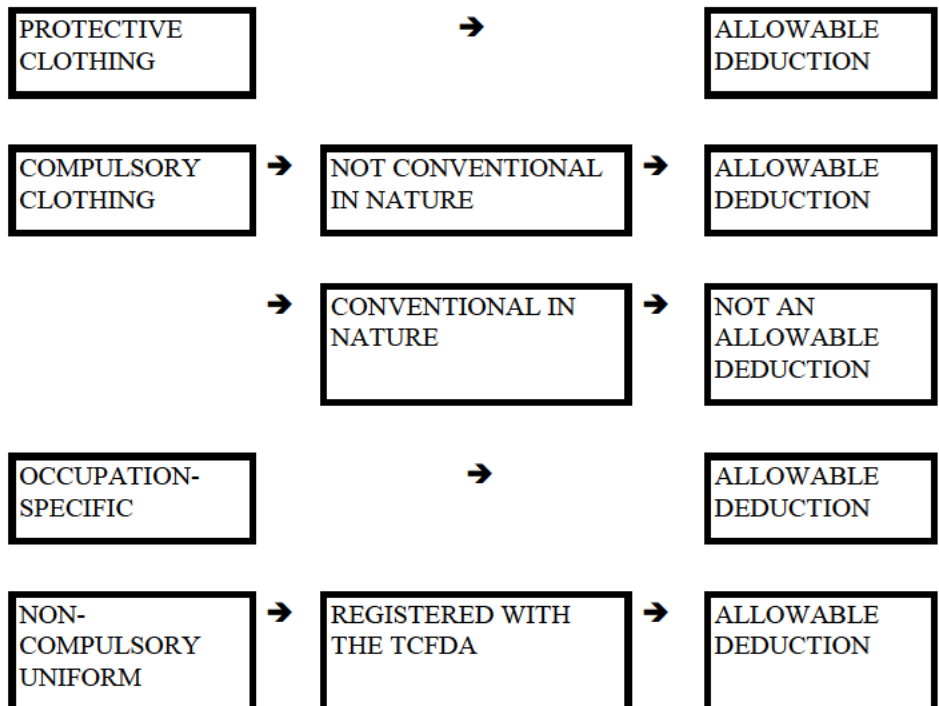 PROTECTIVE
CLOTHING
➔
ALLOWABLE
DEDUCTION
COMPULSORY
CLOTHING
➔
NOT CONVENTIONAL
IN NATURE
➔
ALLOWABLE
DEDUCTION
➔
CONVENTIONAL IN
NATURE
➔
NOT AN
ALLOWABLE
DEDUCTION
OCCUPATION-
SPECIFIC
➔
ALLOWABLE
DEDUCTION
NON-
COMPULSORY
UNIFORM
➔
REGISTERED WITH
THE TCFDA
➔
ALLOWABLE
DEDUCTION